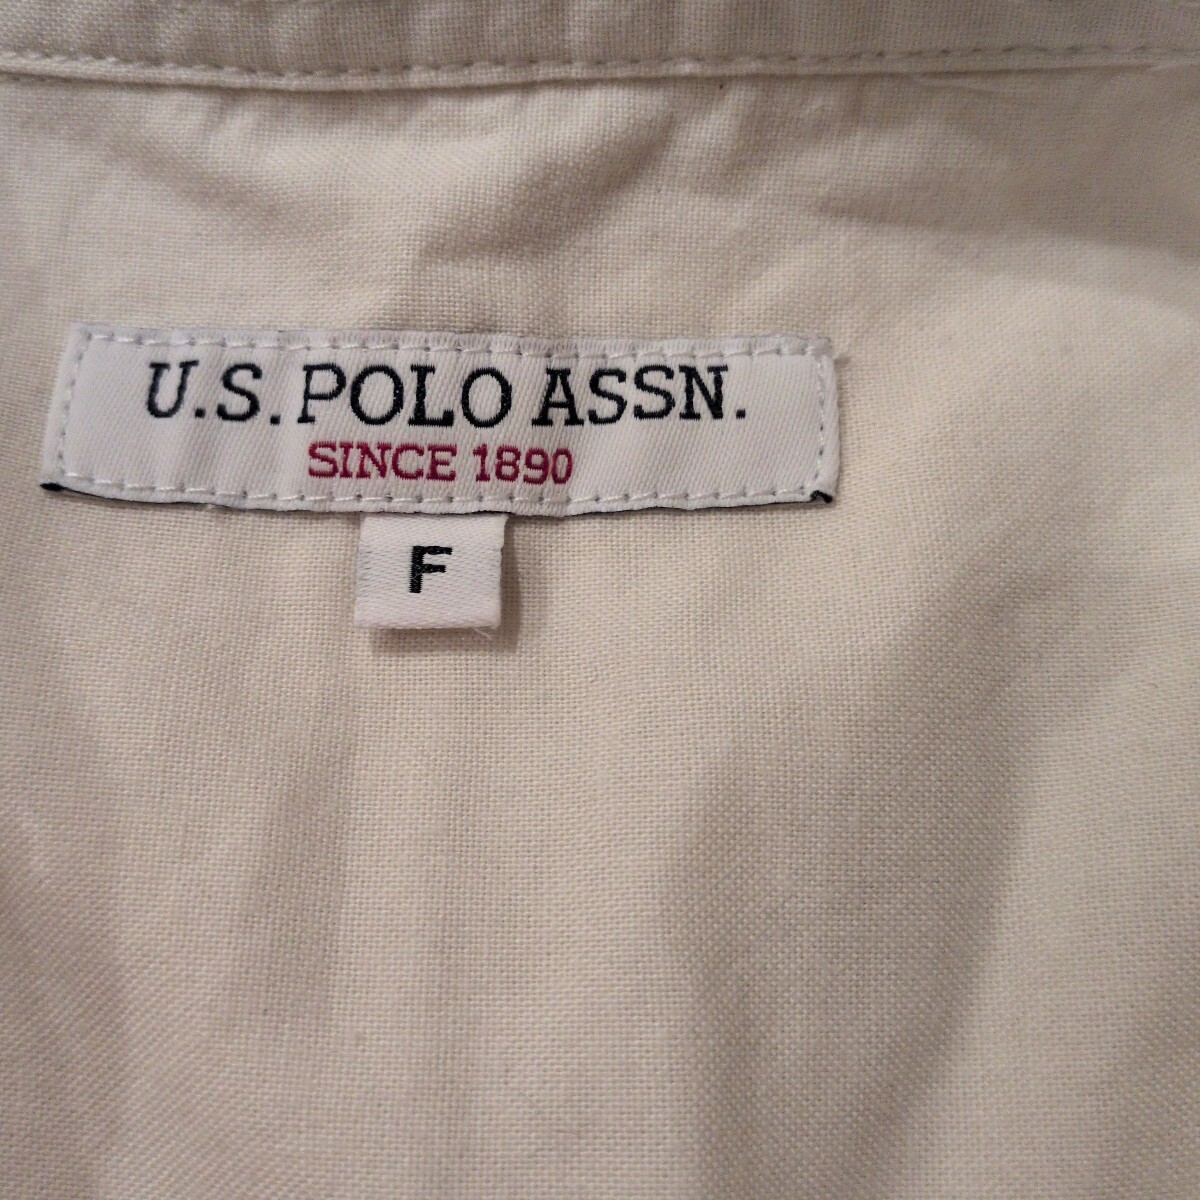 U.S. POLO ASSN.
SINCE 1890
F